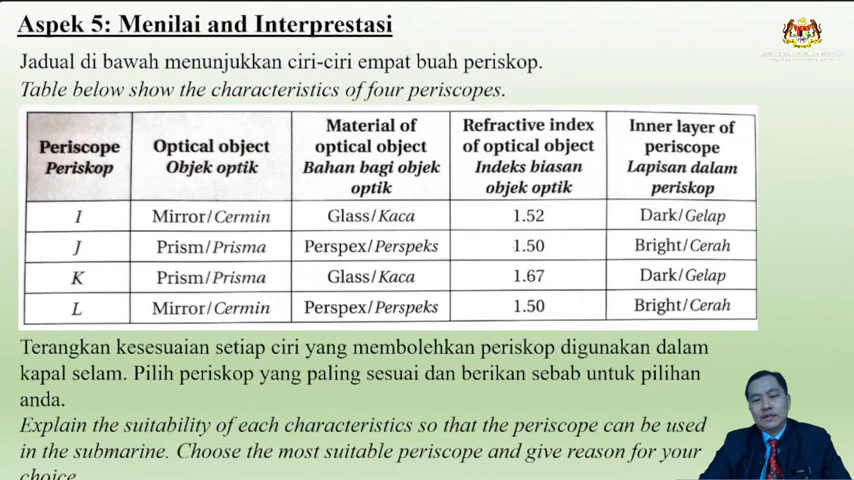 Aspek 5: Menilai and Interprestasi
Jadual di bawah menunjukkan ciri-ciri empat buah periskop.
Table below show the characteristics of four periscopes.
Periscope
Periskop
Optical object
Objek optik
Material of
optical object
Bahan bagi objek
optik
Refractive index
of optical object
Indeks biasan
objek optik
Inner layer of
periscope
Lapisan dalam
periskop
I Mirror/Cermin Glass/Kaca 1.52 Dark/Gelap
J Prism/Prisma Perspex/Perspeks 1.50 Bright/Cerah
K Prism/Prisma Glass/Kaca 1.67 Dark/Gelap
L Mirror/Cermin Perspex/Perspeks 1.50 Bright/Cerah
Terangkan kesesuaian setiap ciri yang membolehkan periskop digunakan dalam
kapal selam. Pilih periskop yang paling sesuai dan berikan sebab untuk pilihan
anda.
Explain the suitability of each characteristics so that the periscope can be used
in the submarine. Choose the most suitable periscope and give reason for your
choice